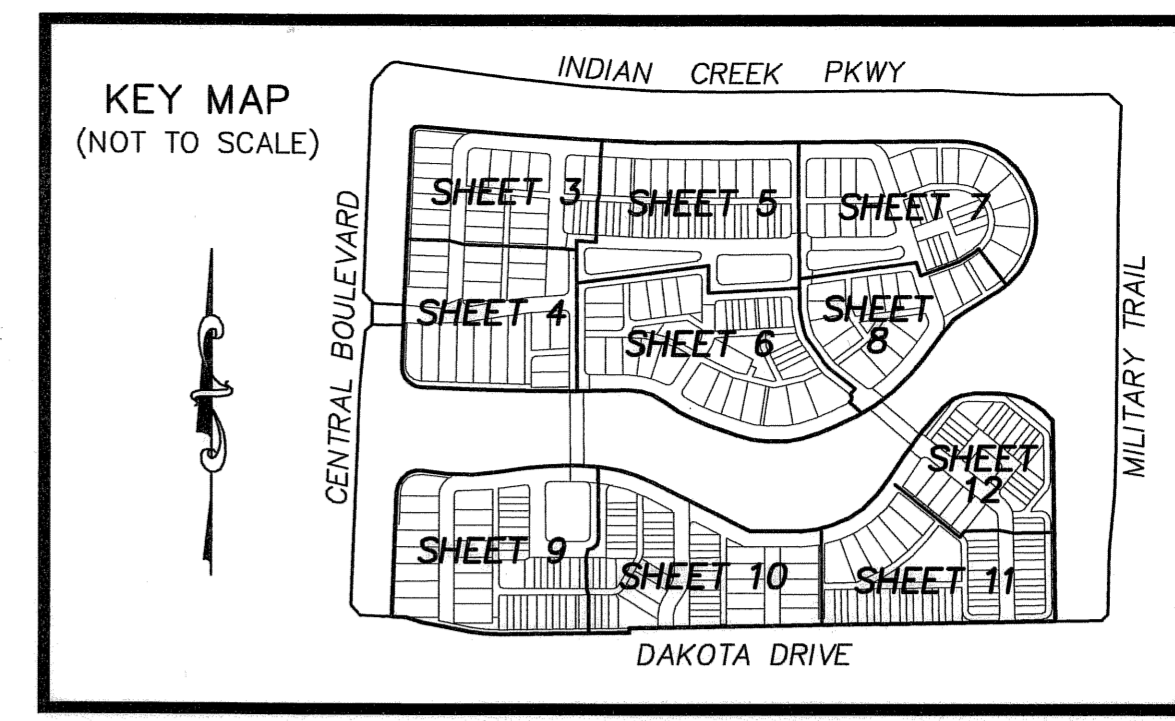 INDIAN CREEK PKWY
KEY MAP
(NOT TO SCALE)
SHEET 3
SHEET 5
SHEET 7
SHEET 4
SHEET 6
SHEET
8
CENTRAL BOULEVARD
MILITARY TRAIL
SHEET
12
SHEET 9
SHEET 10
SHEET 11
DAKOTA DRIVE